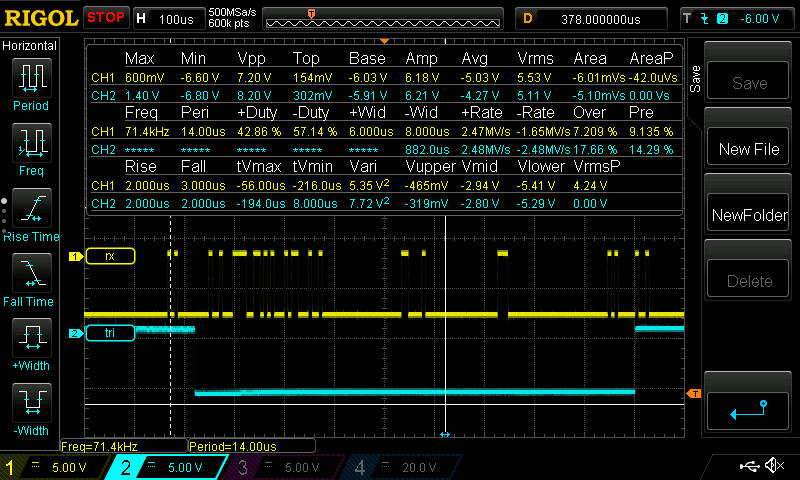 RIGOL STOP H 100us 500MSa/s 600k pts T D 378.000000us T 2 -6.00 V
Horizontal
Period
Freq
Rise Time
Fall Time
+Width
-Width
Max Min Vpp Top Base Amp Avg Vrms Area AreaP
CH1 600mV -6.60 V 7.20 V 154mV -6.03 V 6.18 V -5.03 V 5.53 V -6.01mVs -42.0uVs
CH2 1.40 V -6.80 V 8.20 V 302mV -5.91 V 6.21 V -4.27 V 5.11 V -5.10mVs 0.00 Vs
Freq Peri +Duty -Duty +Wid -Wid +Rate -Rate Over Pre
CH1 71.4kHz 14.00us 42.86 % 57.14 % 6.000us 8.000us 2.47MV/s -1.65MV/s 7.209 % 9.135 %
CH2 ***** ***** ***** ***** ***** 882.0us 2.48MV/s -2.48MV/s 17.66 % 14.29 %
Rise Fall tVmax tVmin Vari Vupper Vmid Vlower VrmsP
CH1 2.000us 3.000us -56.00us -216.0us 5.35 V² -465mV -2.94 V -5.41 V 4.24 V
CH2 2.000us 2.000us -194.0us 8.000us 7.72 V² -319mV -2.80 V -5.29 V 0.00 V
1 rx
2 tri
T
Save
Save
New File
NewFolder
Delete
Freq=71.4kHz Period=14.00us
1 5.00 V 2 5.00 V 3 5.00 V 4 20.0 V